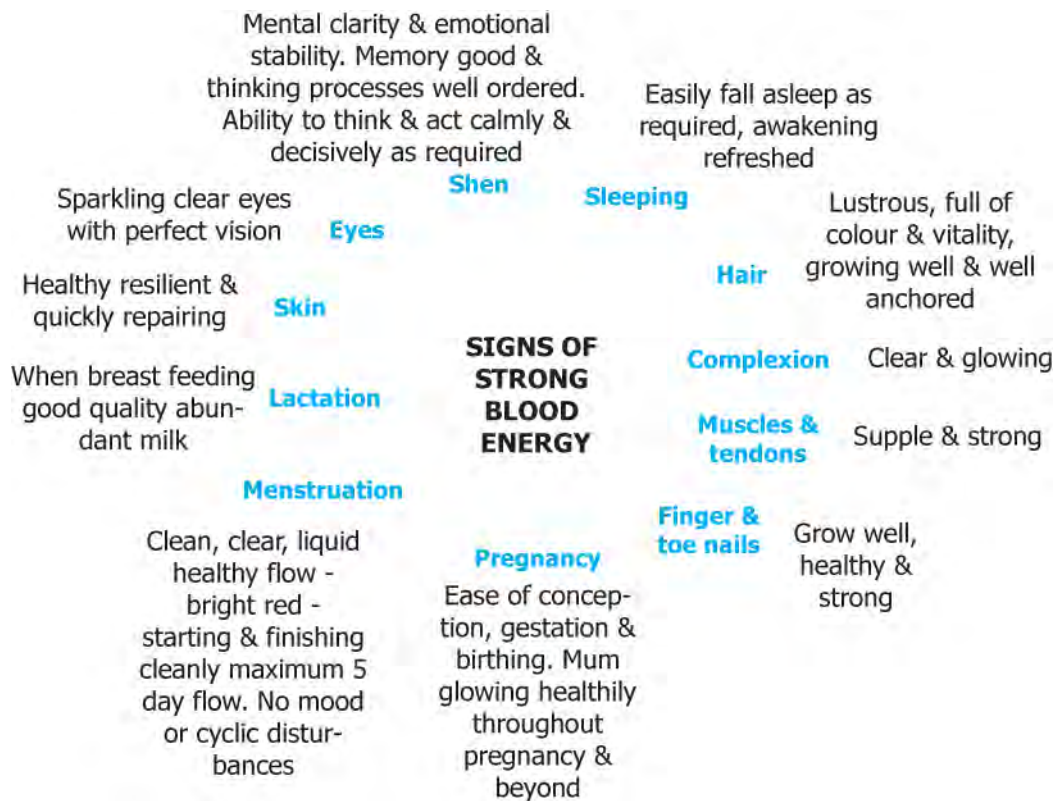 Mental clarity & emotional
stability. Memory good &
thinking processes well ordered.
Ability to think & act calmly &
decisively as required
Shen
Easily fall asleep as
required, awakening
refreshed
Sleeping
Sparkling clear eyes
with perfect vision
Eyes
Lustrous, full of
colour & vitality,
growing well & well
anchored
Hair
Healthy resilient &
quickly repairing
Skin
SIGNS OF
STRONG
BLOOD
ENERGY
Complexion
Clear & glowing
When breast feeding
good quality abun-
dant milk
Lactation
Muscles &
tendons
Supple & strong
Menstruation
Clean, clear, liquid
healthy flow -
bright red -
starting & finishing
cleanly maximum 5
day flow. No mood
or cyclic distur-
bances
Pregnancy
Ease of concep-
tion, gestation &
birthing. Mum
glowing healthily
throughout
pregnancy &
beyond
Finger &
toe nails
Grow well,
healthy &
strong